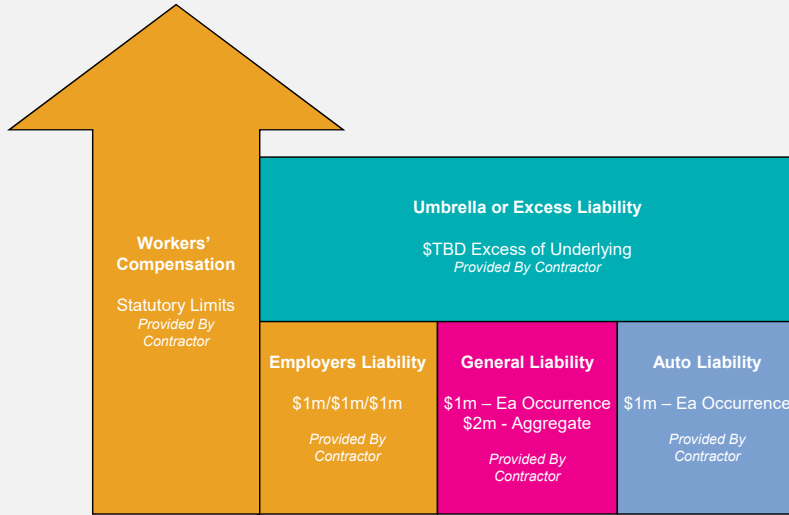 Workers’
Compensation
Statutory Limits
Provided By
Contractor
Umbrella or Excess Liability
$TBD Excess of Underlying
Provided By Contractor
Employers Liability
$1m/$1m/$1m
Provided By
Contractor
General Liability
$1m – Ea Occurrence
$2m - Aggregate
Provided By
Contractor
Auto Liability
$1m – Ea Occurrence
Provided By
Contractor